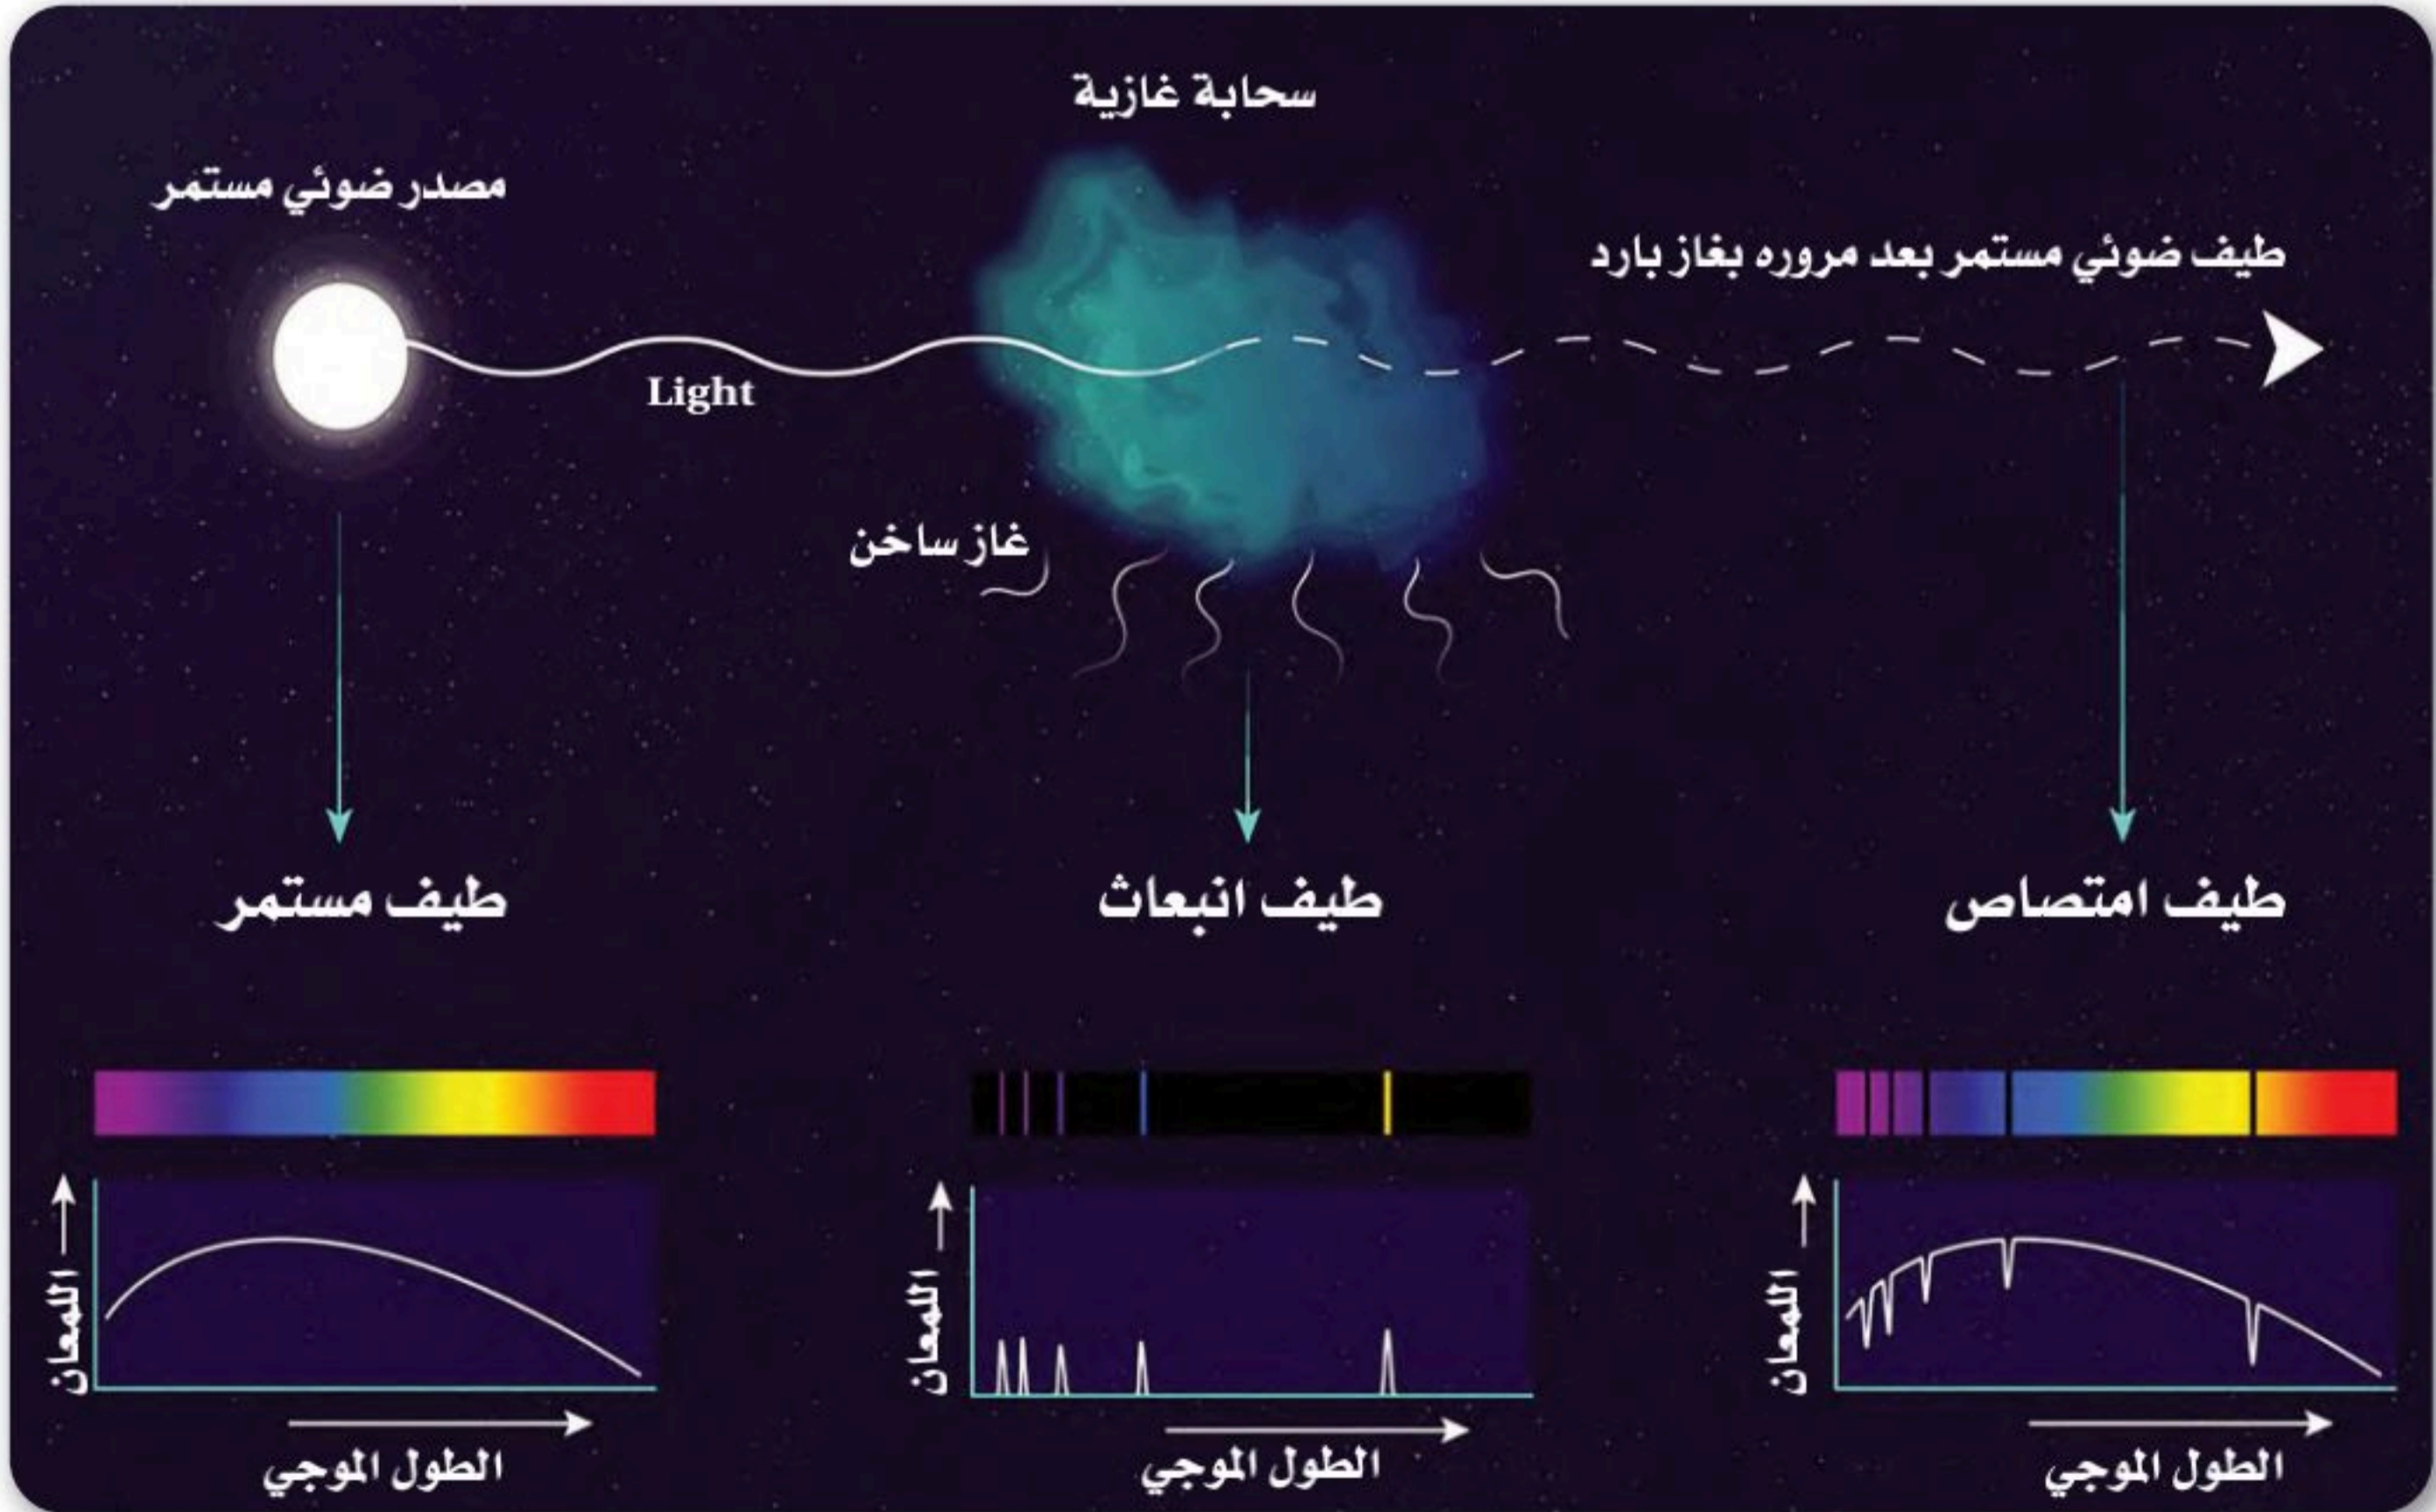 سحابة غازية
مصدر ضوئي مستمر
طيف ضوئي مستمر بعد مروره بغاز بارد
Light
غاز ساخن
طيف امتصاص
طيف انبعاث
طيف مستمر
اللمعان
اللمعان
اللمعان
الطول الموجي
الطول الموجي
الطول الموجي